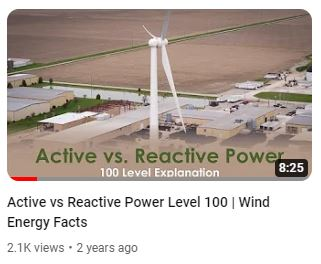 Active vs. Reactive Power
100 Level Explanation
8:25
Active vs Reactive Power Level 100 | Wind
Energy Facts
2.1K views • 2 years ago